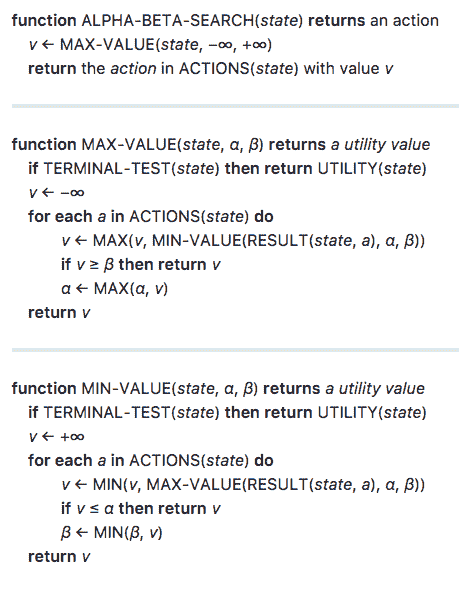 function ALPHA-BETA-SEARCH(state) returns an action
v ← MAX-VALUE(state, −∞, +∞)
return the action in ACTIONS(state) with value v
function MAX-VALUE(state, α, β) returns a utility value
if TERMINAL-TEST(state) then return UTILITY(state)
v ← −∞
for each a in ACTIONS(state) do
v ← MAX(v, MIN-VALUE(RESULT(state, a), α, β))
if v ≥ β then return v
α ← MAX(α, v)
return v
function MIN-VALUE(state, α, β) returns a utility value
if TERMINAL-TEST(state) then return UTILITY(state)
v ← +∞
for each a in ACTIONS(state) do
v ← MIN(v, MAX-VALUE(RESULT(state, a), α, β))
if v ≤ α then return v
β ← MIN(β, v)
return v